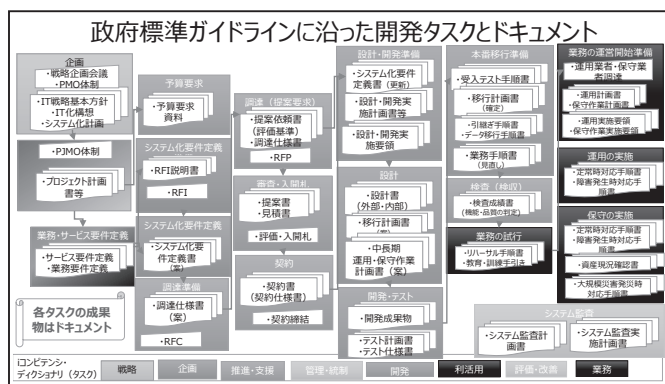 政府標準ガイドラインに沿った開発タスクとドキュメント
企画
・戦略企画会議
・PMO体制
・IT戦略基本方針
・IT化構想
・システム化計画
・PJMO体制
・プロジェクト計画
書等
業務・サービス要件定義
・サービス要件定義
・業務要件定義
各タスクの成果
物はドキュメント
予算要求
・予算要求
資料
システム化要件定義
・RFI説明書
・RFI
システム化要件定義
・システム化要
件定義書
(案)
調達準備
・調達仕様書
(案)
・RFC
調達(提案要求)
・提案依頼書
(評価基準)
・調達仕様書
・RFP
審査・入開札
・提案書
・見積書
・評価・入開札
契約
・契約書
(契約仕様書)
・契約締結
設計・開発準備
・システム化要件
定義書(更新)
・設計・開発実
施計画書等
・設計・開発実
施要領
設計
・設計書
(外部・内部)
・移行計画書
・中長期
運用・保守作業
計画書(案)
開発・テスト
・開発成果物
・テスト計画書
・テスト仕様書
本番移行準備
・受入テスト手順書
・移行計画書
(確定)
・引継ぎ手順書
・データ移行手順書
・業務手順書
(見直し)
検査(検収)
・検査成績書
(機能・品質の判定)
業務の試行
・リハーサル手順書
・教育・訓練手引き
業務の運営開始準備
・運用業者・保守業
者調達
・運用計画書
・保守作業計画書
・運用実施要領
・保守作業実施要領
運用の実施
・定常時対応手順書
・障害発生時対応手順書
保守の実施
・定常時対応手順書
・障害発生時対応手
順書
・資産現況確認書
・大規模災害発災時
対応手順書
システム監査
・システム監査計
画書
・システム監査実
施計画書
iコンピテンシ・
ディクショナリ(タスク)
戦略
企画
推進・支援
管理・統制
開発
利活用
評価・改善
業務